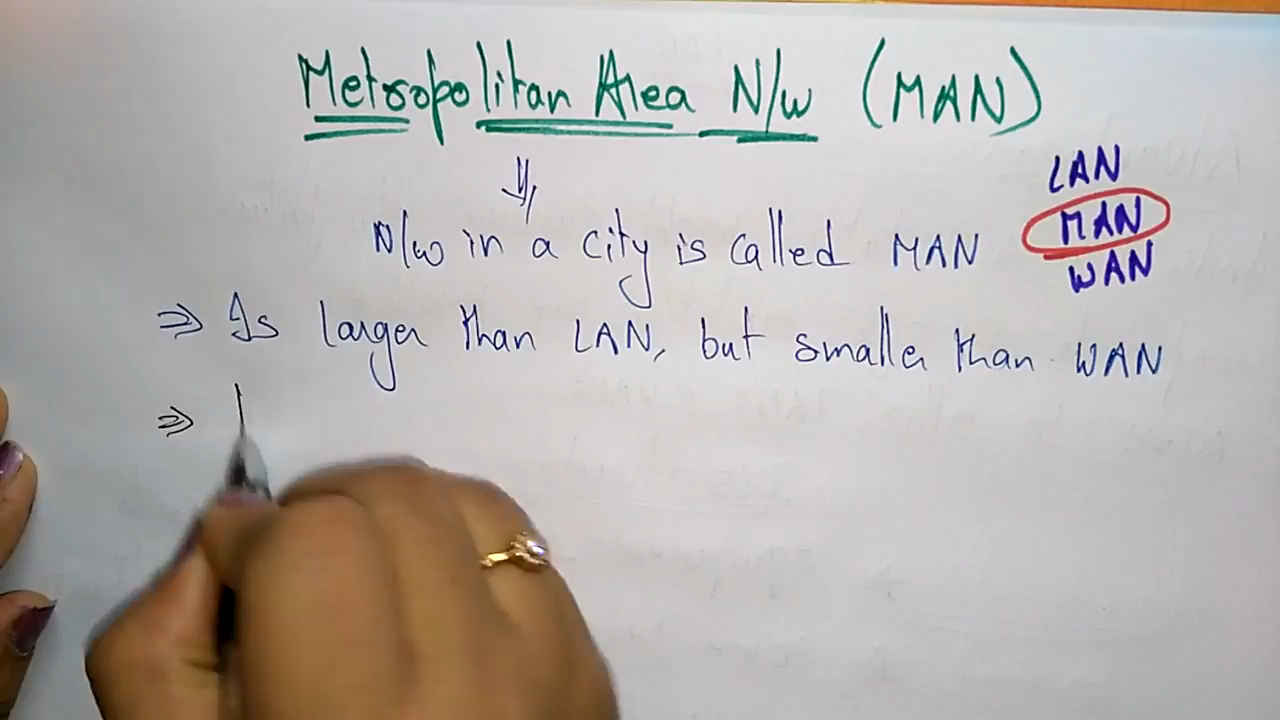 Metropolitan Area N/w (MAN)
LAN
MAN
WAN
N/w in a city is called MAN
⇒ Is larger than LAN, but smaller than WAN
⇒